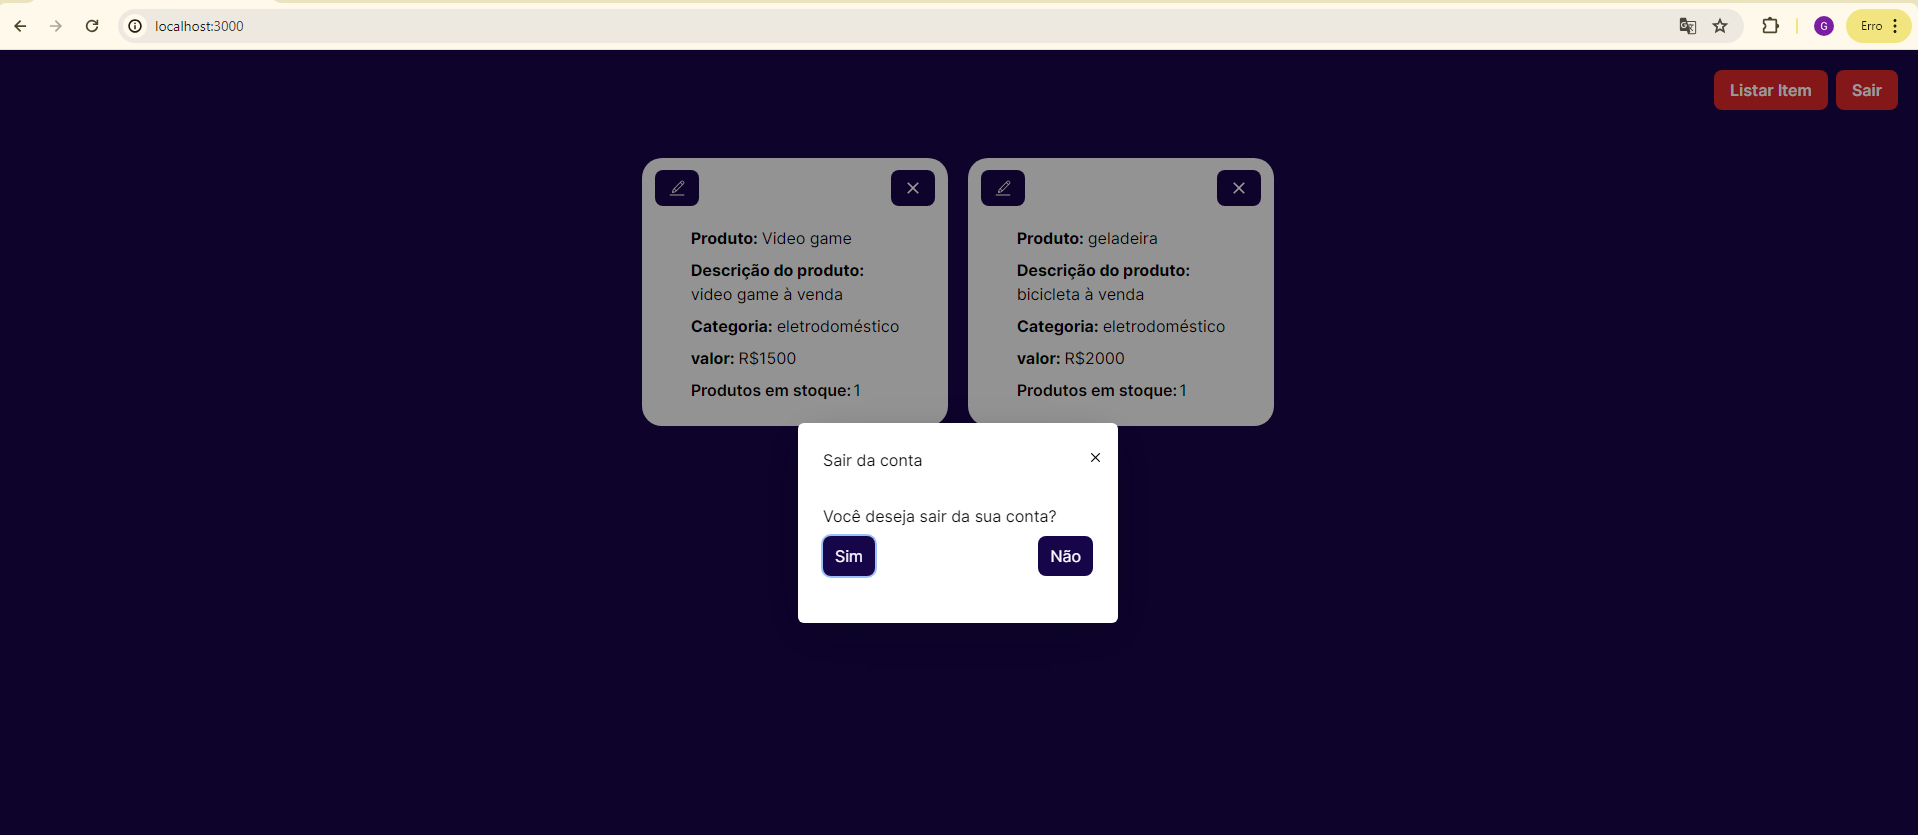 localhost:3000
G
Erro
Listar Item
Sair
Produto: Video game
Descrição do produto:
video game à venda
Categoria: eletrodoméstico
valor: R$1500
Produtos em stoque: 1
Produto: geladeira
Descrição do produto:
bicicleta à venda
Categoria: eletrodoméstico
valor: R$2000
Produtos em stoque: 1
Sair da conta
Você deseja sair da sua conta?
Sim
Não